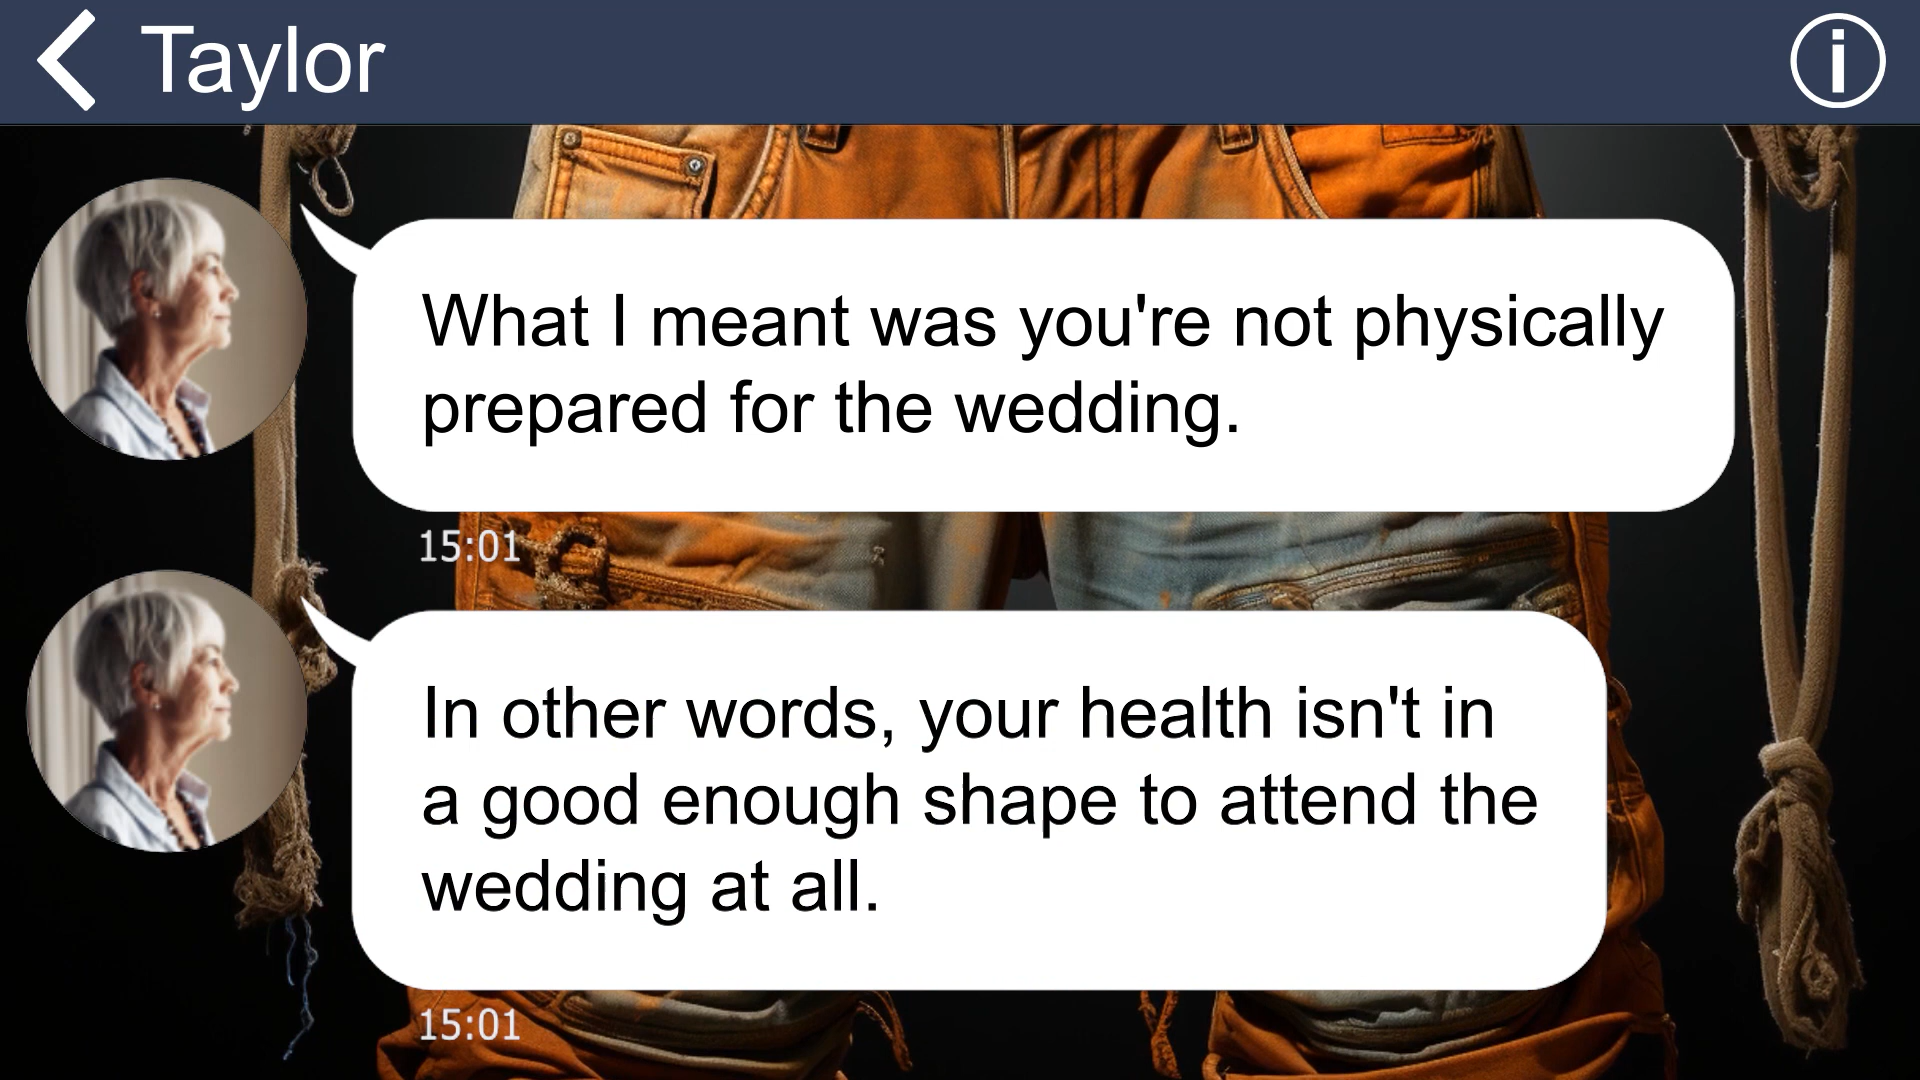 Taylor
What I meant was you're not physically
prepared for the wedding.
15:01
In other words, your health isn't in
a good enough shape to attend the
wedding at all.
15:01